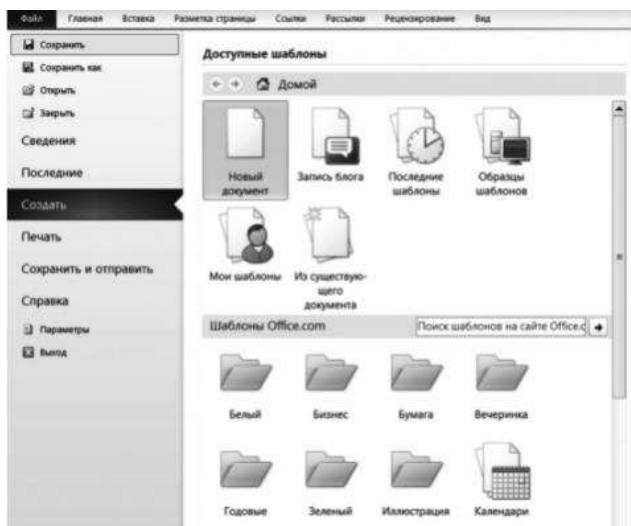 Файл Главная Вставка Разметка страницы Ссылки Рассылки Рецензирование Вид
Сохранить
Сохранить как
Открыть
Закрыть
Сведения
Последние
Создать
Печать
Сохранить и отправить
Справка
Параметры
Выход
Доступные шаблоны
Домой
Новый
документ
Запись блога
Последние
шаблоны
Образцы
шаблонов
Мои шаблоны
Из существую-
щего
документа
Шаблоны Office.com
Поиск шаблонов на сайте Office.c
Белый
Бизнес
Бумага
Вечеринка
Годовые
Зеленый
Иллюстрация
Календари